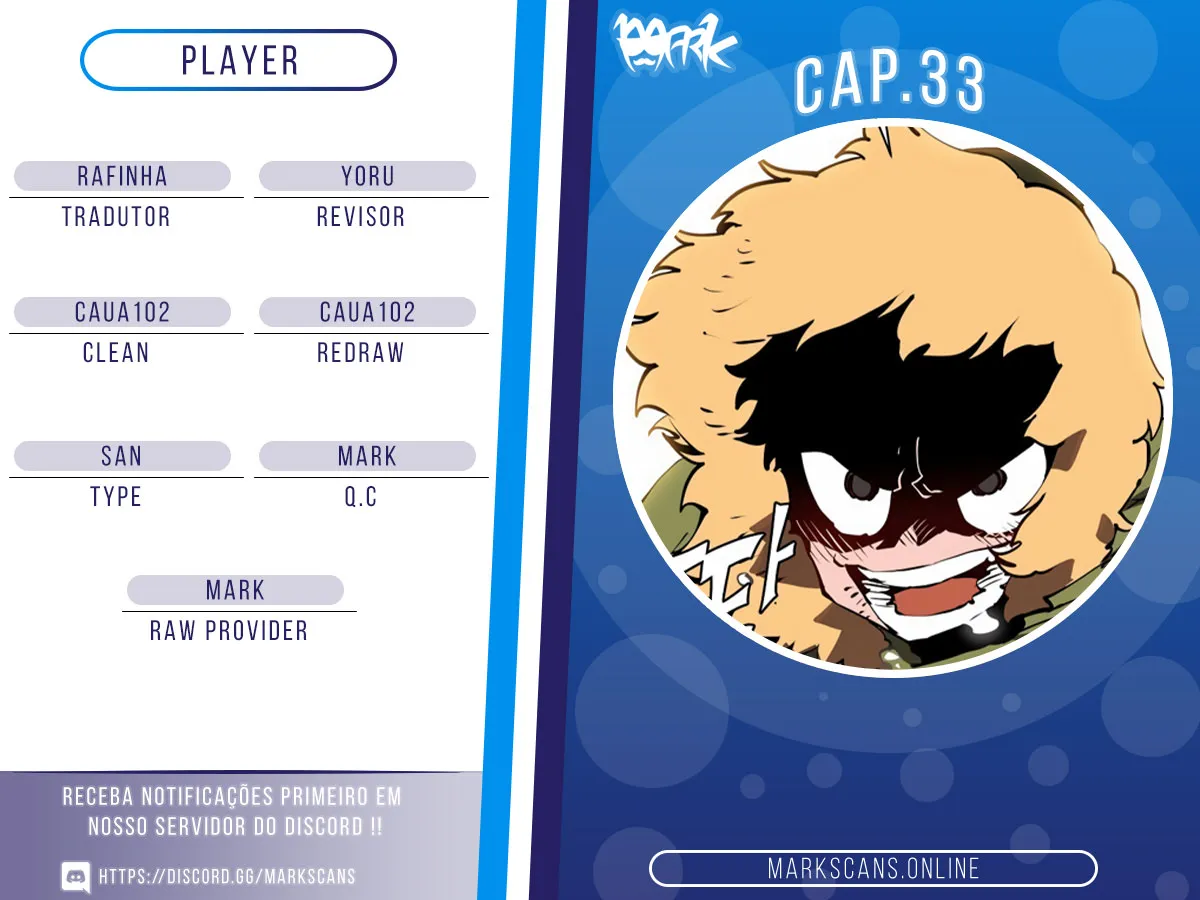 PLAYER
RAFINHA
TRADUTOR
YORU
REVISOR
CAUA102
CLEAN
CAUA102
REDRAW
SAN
TYPE
MARK
Q.C
MARK
RAW PROVIDER
RECEBA NOTIFICAÇÕES PRIMEIRO EM
NOSSO SERVIDOR DO DISCORD !!
HTTPS://DISCORD.GG/MARKSCANS
MARK
CAP.33
MARKSCANS.ONLINE